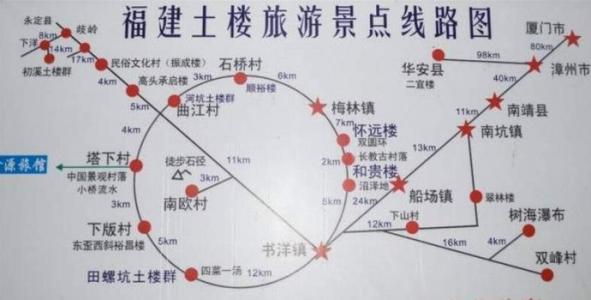 福建土楼旅游景点线路图
永定县
8km
歧岭
下洋
14km
17km
初溪土楼群
民俗文化村（振成楼）
4km
高头承启楼
5km
河坑土楼群
曲江村
3km
石桥村
顺裕楼
6km
梅林镇
7km
怀远楼
双圆环
2km
长教古村落
和贵楼
沼泽地
5km
4km
塔下村
中国景观村落
小桥流水
源旅馆
徒步石径
3km
南欧村
11km
3km
下版村
东歪西斜裕昌楼
5km
田螺坑土楼群
四菜一汤
12km
书洋镇
24km
船场镇
13km
南坑镇
11km
南靖县
40km
漳州市
80km
厦门市
98km
华安县
二宜楼
翠林楼
12km
下山村
16km
4km
树海瀑布
双峰村